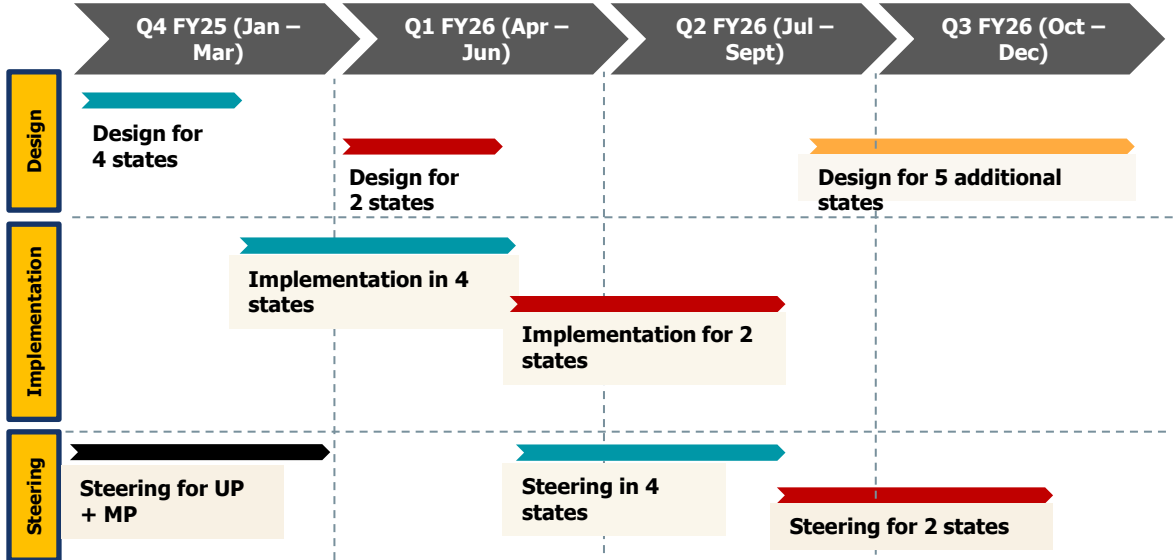 Q4 FY25 (Jan –
Mar)
Q1 FY26 (Apr –
Jun)
Q2 FY26 (Jul –
Sept)
Q3 FY26 (Oct –
Dec)
Design
Design for
4 states
Design for
2 states
Design for 5 additional
states
Implementation
Implementation in 4
states
Implementation for 2
states
Steering
Steering for UP
+ MP
Steering in 4
states
Steering for 2 states